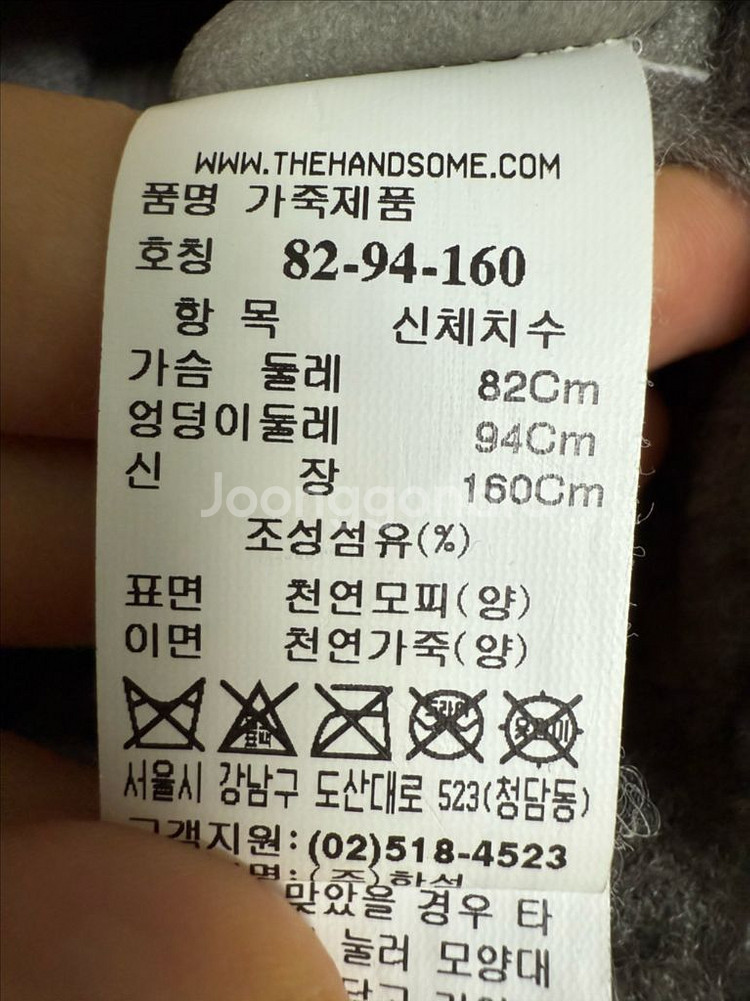 WWW.THEHANDSOME.COM
품명 가죽제품
호칭 82-94-160
항 목 신체치수
가슴 둘레 82Cm
엉덩이둘레 94Cm
신 장 160Cm
조성섬유(%)
표면 천연모피(양)
이면 천연가죽(양)
서울시 강남구 도산대로 523(청담동)
고객지원: (02)518-4523
맞았을 경우 타
눌러 모양대